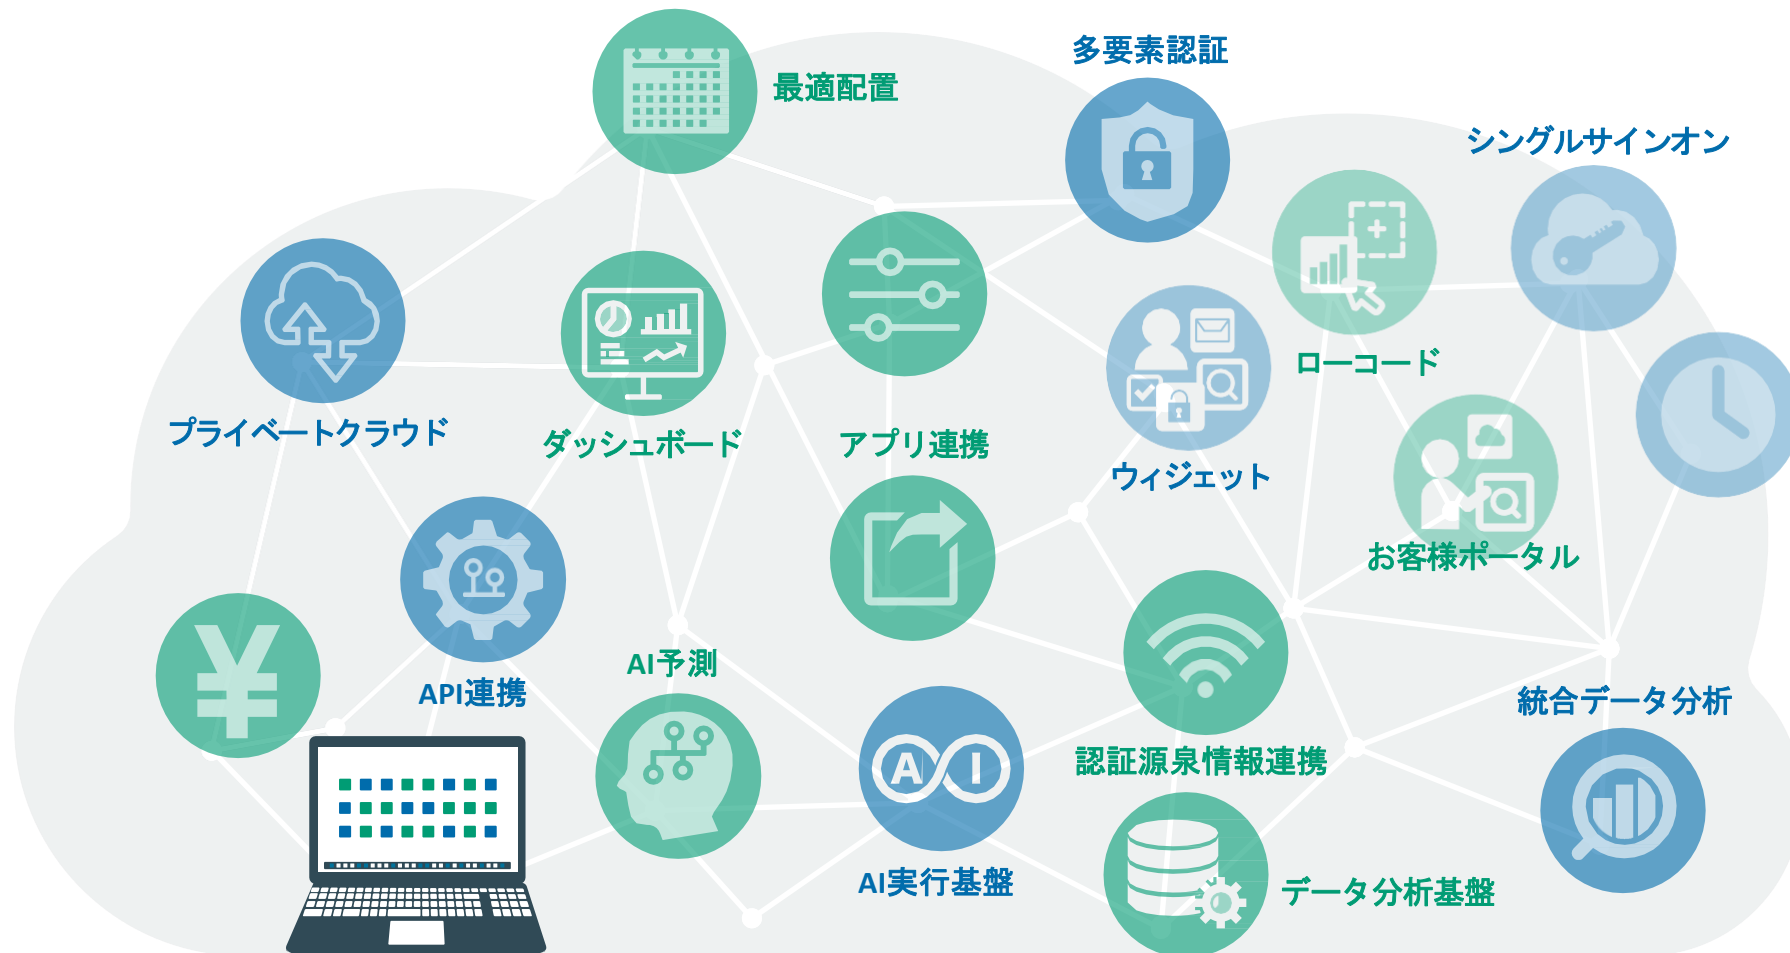 多要素認証
最適配置
シングルサインオン
ローコード
プライベートクラウド
ダッシュボード
アプリ連携
ウィジェット
お客様ポータル
¥
AI予測
API連携
統合データ分析
認証源泉情報連携
AI
AI実行基盤
データ分析基盤